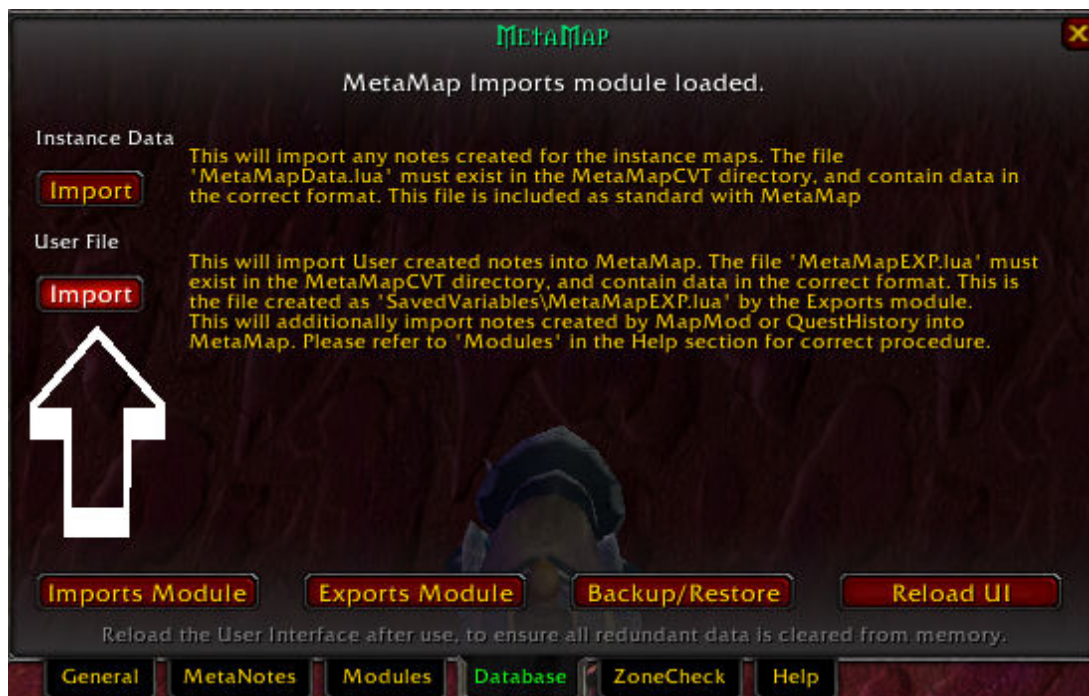 MetaMap
MetaMap Imports module loaded.
Instance Data
Import
This will import any notes created for the instance maps. The file
'MetaMapData.lua' must exist in the MetaMapCVT directory, and contain data in
the correct format. This file is included as standard with MetaMap
User File
Import
This will import User created notes into MetaMap. The file 'MetaMapEXP.lua' must
exist in the MetaMapCVT directory, and contain data in the correct format. This is
the file created as 'SavedVariables\MetaMapEXP.lua' by the Exports module.
This will additionally import notes created by MapMod or QuestHistory into
MetaMap. Please refer to 'Modules' in the Help section for correct procedure.
Imports Module Exports Module Backup/Restore Reload UI
Reload the User Interface after use, to ensure all redundant data is cleared from memory.
General MetaNotes Modules Database ZoneCheck Help